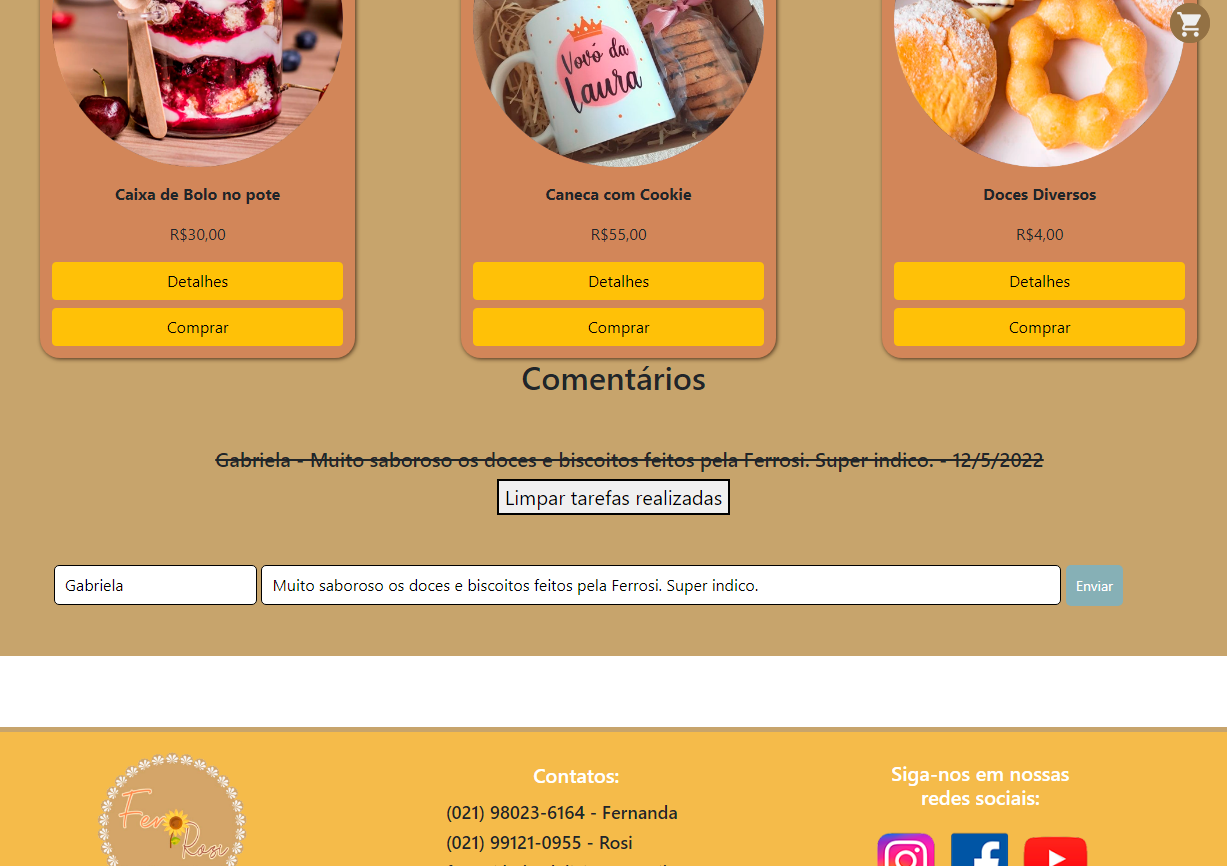 Vovó da
Laura
Caixa de Bolo no pote
R$30,00
Detalhes
Comprar
Caneca com Cookie
R$55,00
Detalhes
Comprar
Doces Diversos
R$4,00
Detalhes
Comprar
Comentários
Gabriela - Muito saboroso os doces e biscoitos feitos pela Ferrosi. Super indico. - 12/5/2022
Limpar tarefas realizadas
Gabriela
Muito saboroso os doces e biscoitos feitos pela Ferrosi. Super indico.
Enviar
Fer
Rosi
Contatos:
(021) 98023-6164 - Fernanda
(021) 99121-0955 - Rosi
Siga-nos em nossas
redes sociais: